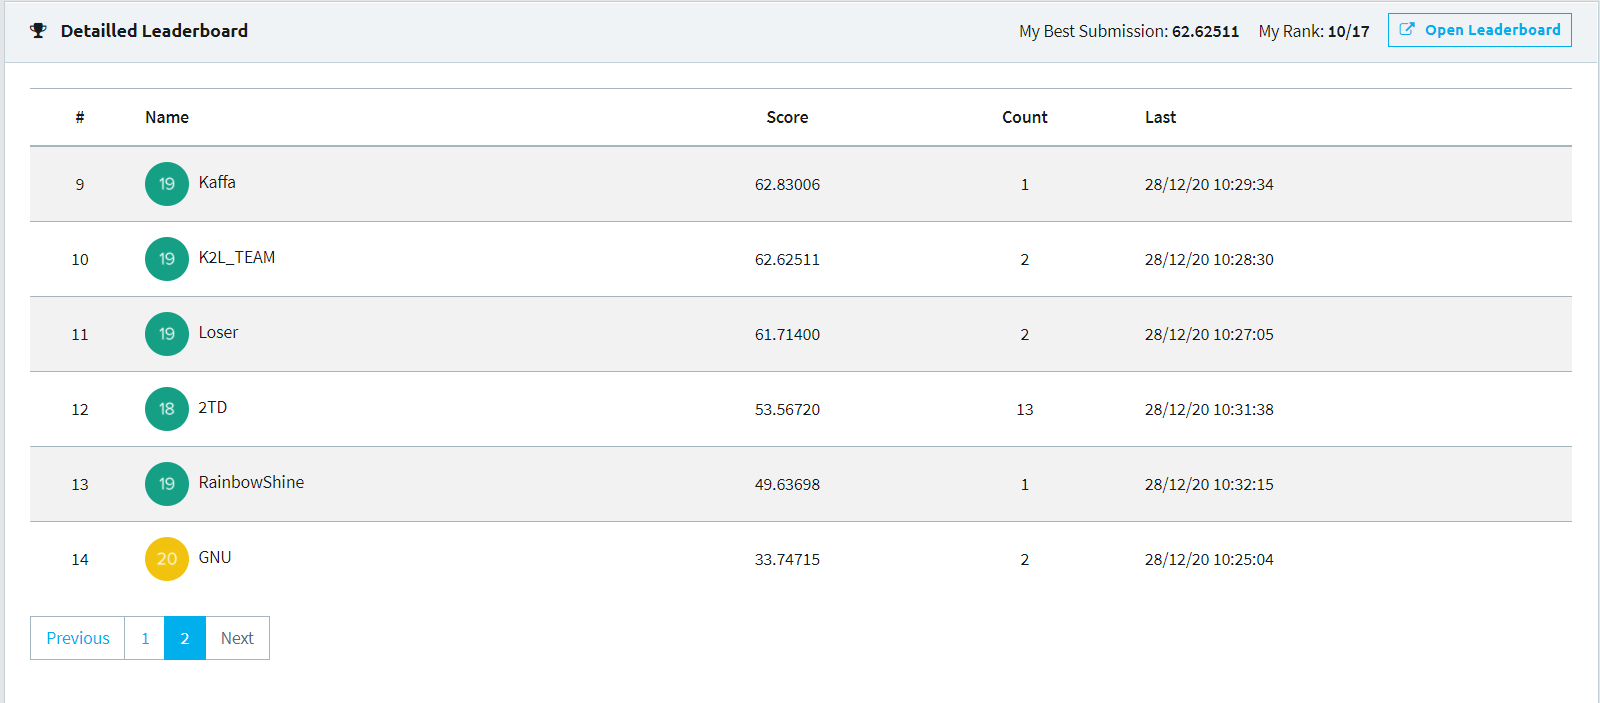 Detailled Leaderboard My Best Submission: 62.62511 My Rank: 10/17 Open Leaderboard
# Name Score Count Last
9 19 Kaffa 62.83006 1 28/12/20 10:29:34
10 19 K2L_TEAM 62.62511 2 28/12/20 10:28:30
11 19 Loser 61.71400 2 28/12/20 10:27:05
12 18 2TD 53.56720 13 28/12/20 10:31:38
13 19 RainbowShine 49.63698 1 28/12/20 10:32:15
14 20 GNU 33.74715 2 28/12/20 10:25:04
Previous 1 2 Next